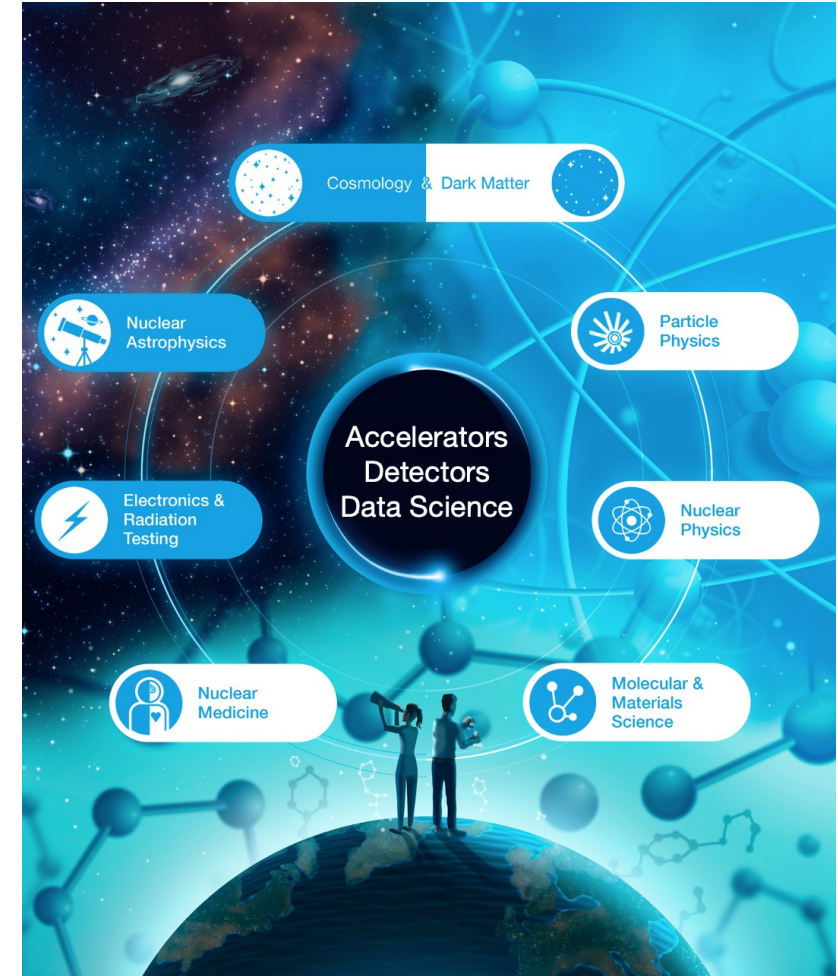 Cosmology & Dark Matter
Nuclear
Astrophysics
Particle
Physics
Accelerators
Detectors
Data Science
Electronics &
Radiation
Testing
Nuclear
Physics
Nuclear
Medicine
Molecular &
Materials
Science